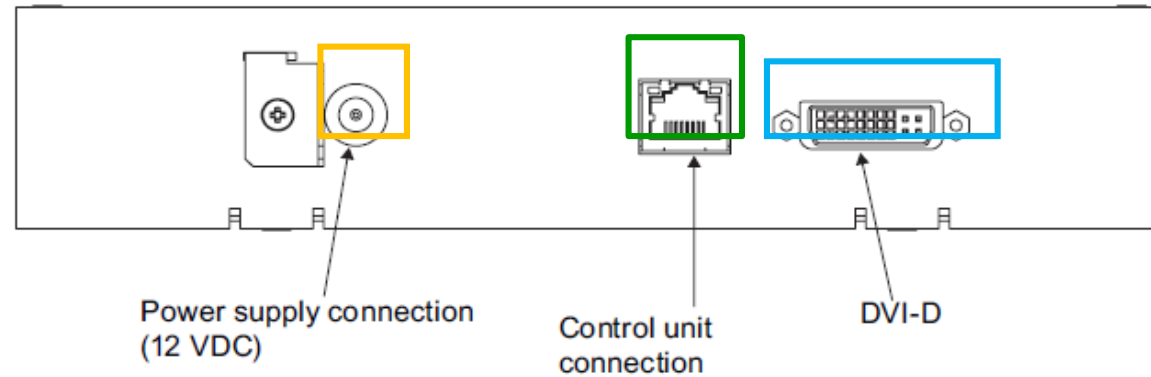 Power supply connection
(12 VDC)
Control unit
connection
DVI-D